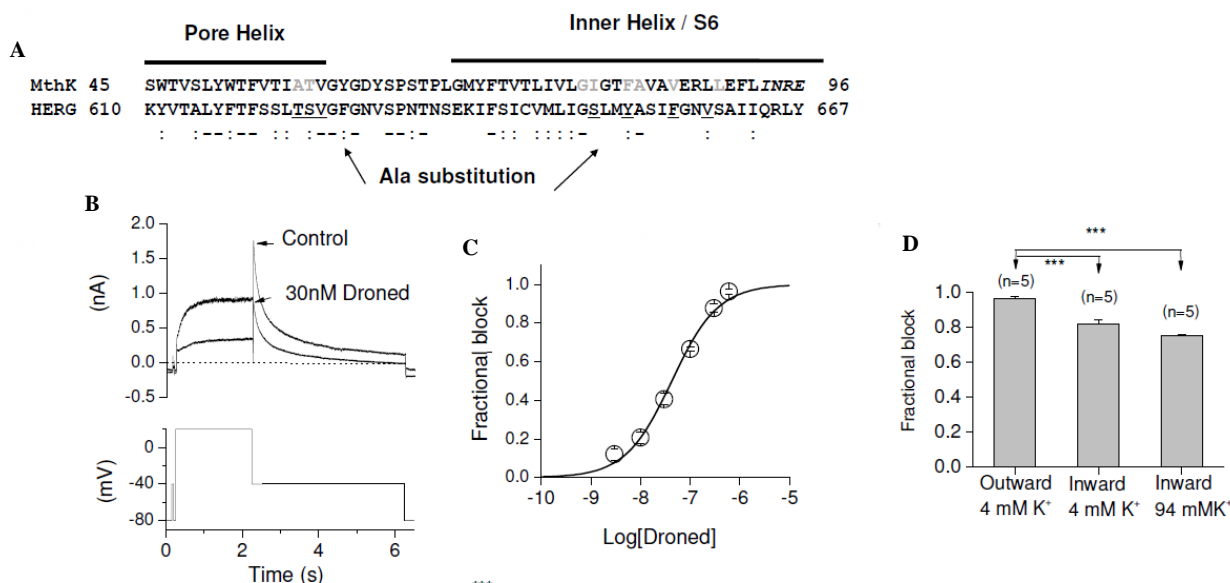 A
Pore Helix
Inner Helix / S6
MthK 45 SWTVSLYWTFVTIATVGYGDYSPSTPLGMYFTVTLIVLGIGTFAVAVERLLEFLINRE 96
HERG 610 KYVTALYFTFSSLTSVGFGNVSPNTNSEKIFSICVMLIGSLMYASIFGNVSAIIQRLY 667
: :--:-- :: :--:- --:- -:: :::- :- : :
Ala substitution
B
2.0
1.5
1.0
0.5
0.0
-0.5
(nA)
Control
30nM Droned
0
-40
-80
(mV)
0 2 4 6
Time (s)
C
1.0
0.8
0.6
0.4
0.2
0.0
Fractional block
-10 -9 -8 -7 -6 -5
Log[Droned]
***
D
***
***
(n=5)
(n=5)
(n=5)
1.0
0.8
0.6
0.4
0.2
0.0
Fractional block
Outward Inward Inward
4 mM K⁺ 4 mM K⁺ 94 mMK⁺